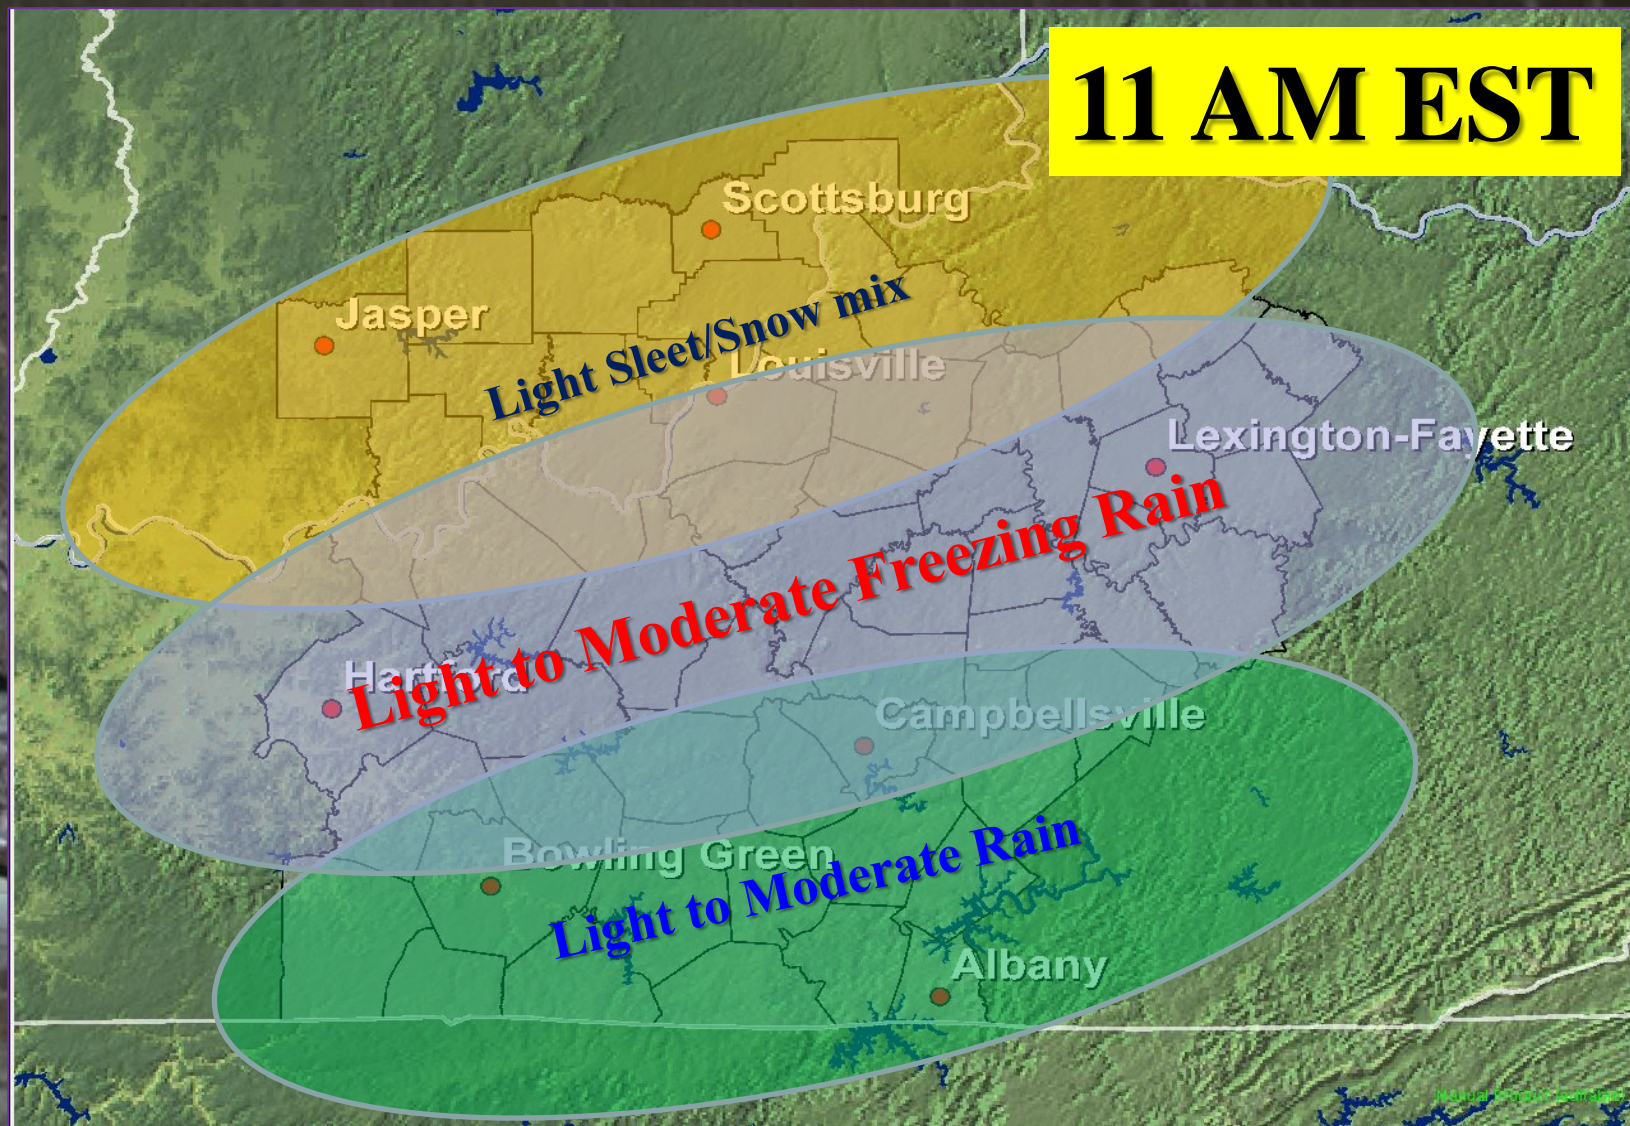 11 AM EST
Scottsburg
Jasper
Light Sleet/Snow mix
Louisville
Lexington-Fayette
Light to Moderate Freezing Rain
Hartford
Campbellsville
Bowling Green
Light to Moderate Rain
Albany